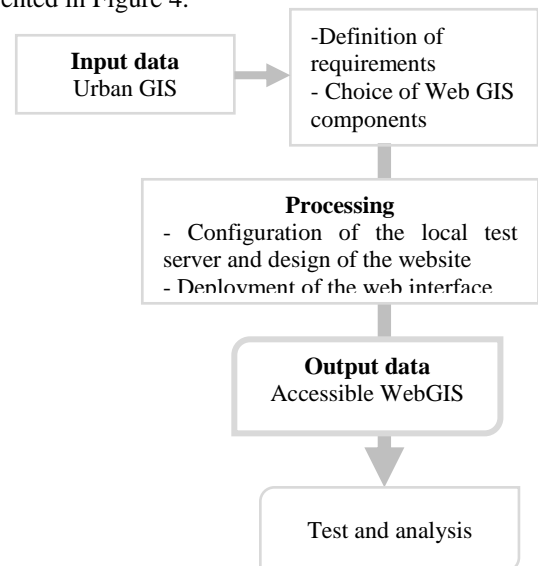 ented in Figure 4.
Input data
Urban GIS
-Definition of
requirements
- Choice of Web GIS
components
Processing
- Configuration of the local test
server and design of the website
- Deployment of the web interface
Output data
Accessible WebGIS
Test and analysis